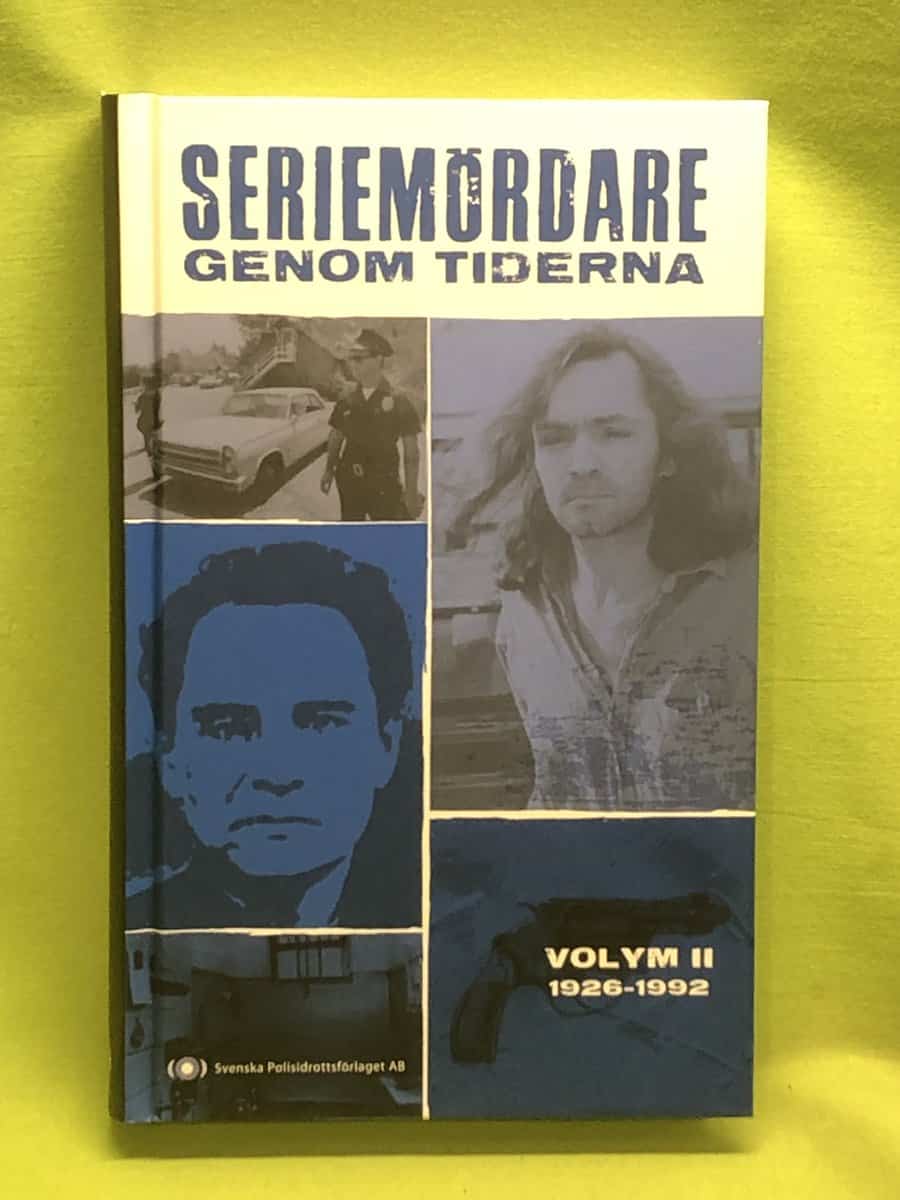 SERIEMÖRDARE
GENOM TIDERNA
VOLYM II
1926-1992
Svenska Polisidrottsförlaget AB